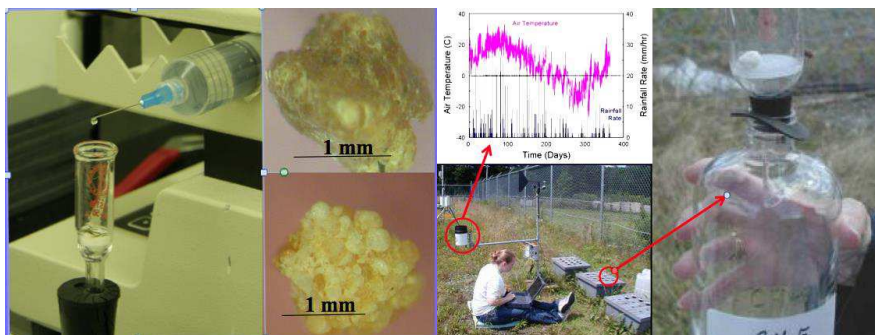 1 mm
1 mm
Air Temperature
Air Temperature (C)
40
20
0
-20
-40
Rainfall Rate (mm/hr)
40
30
20
10
0
Rainfall
Rate
0
100
200
300
400
Time (Days)